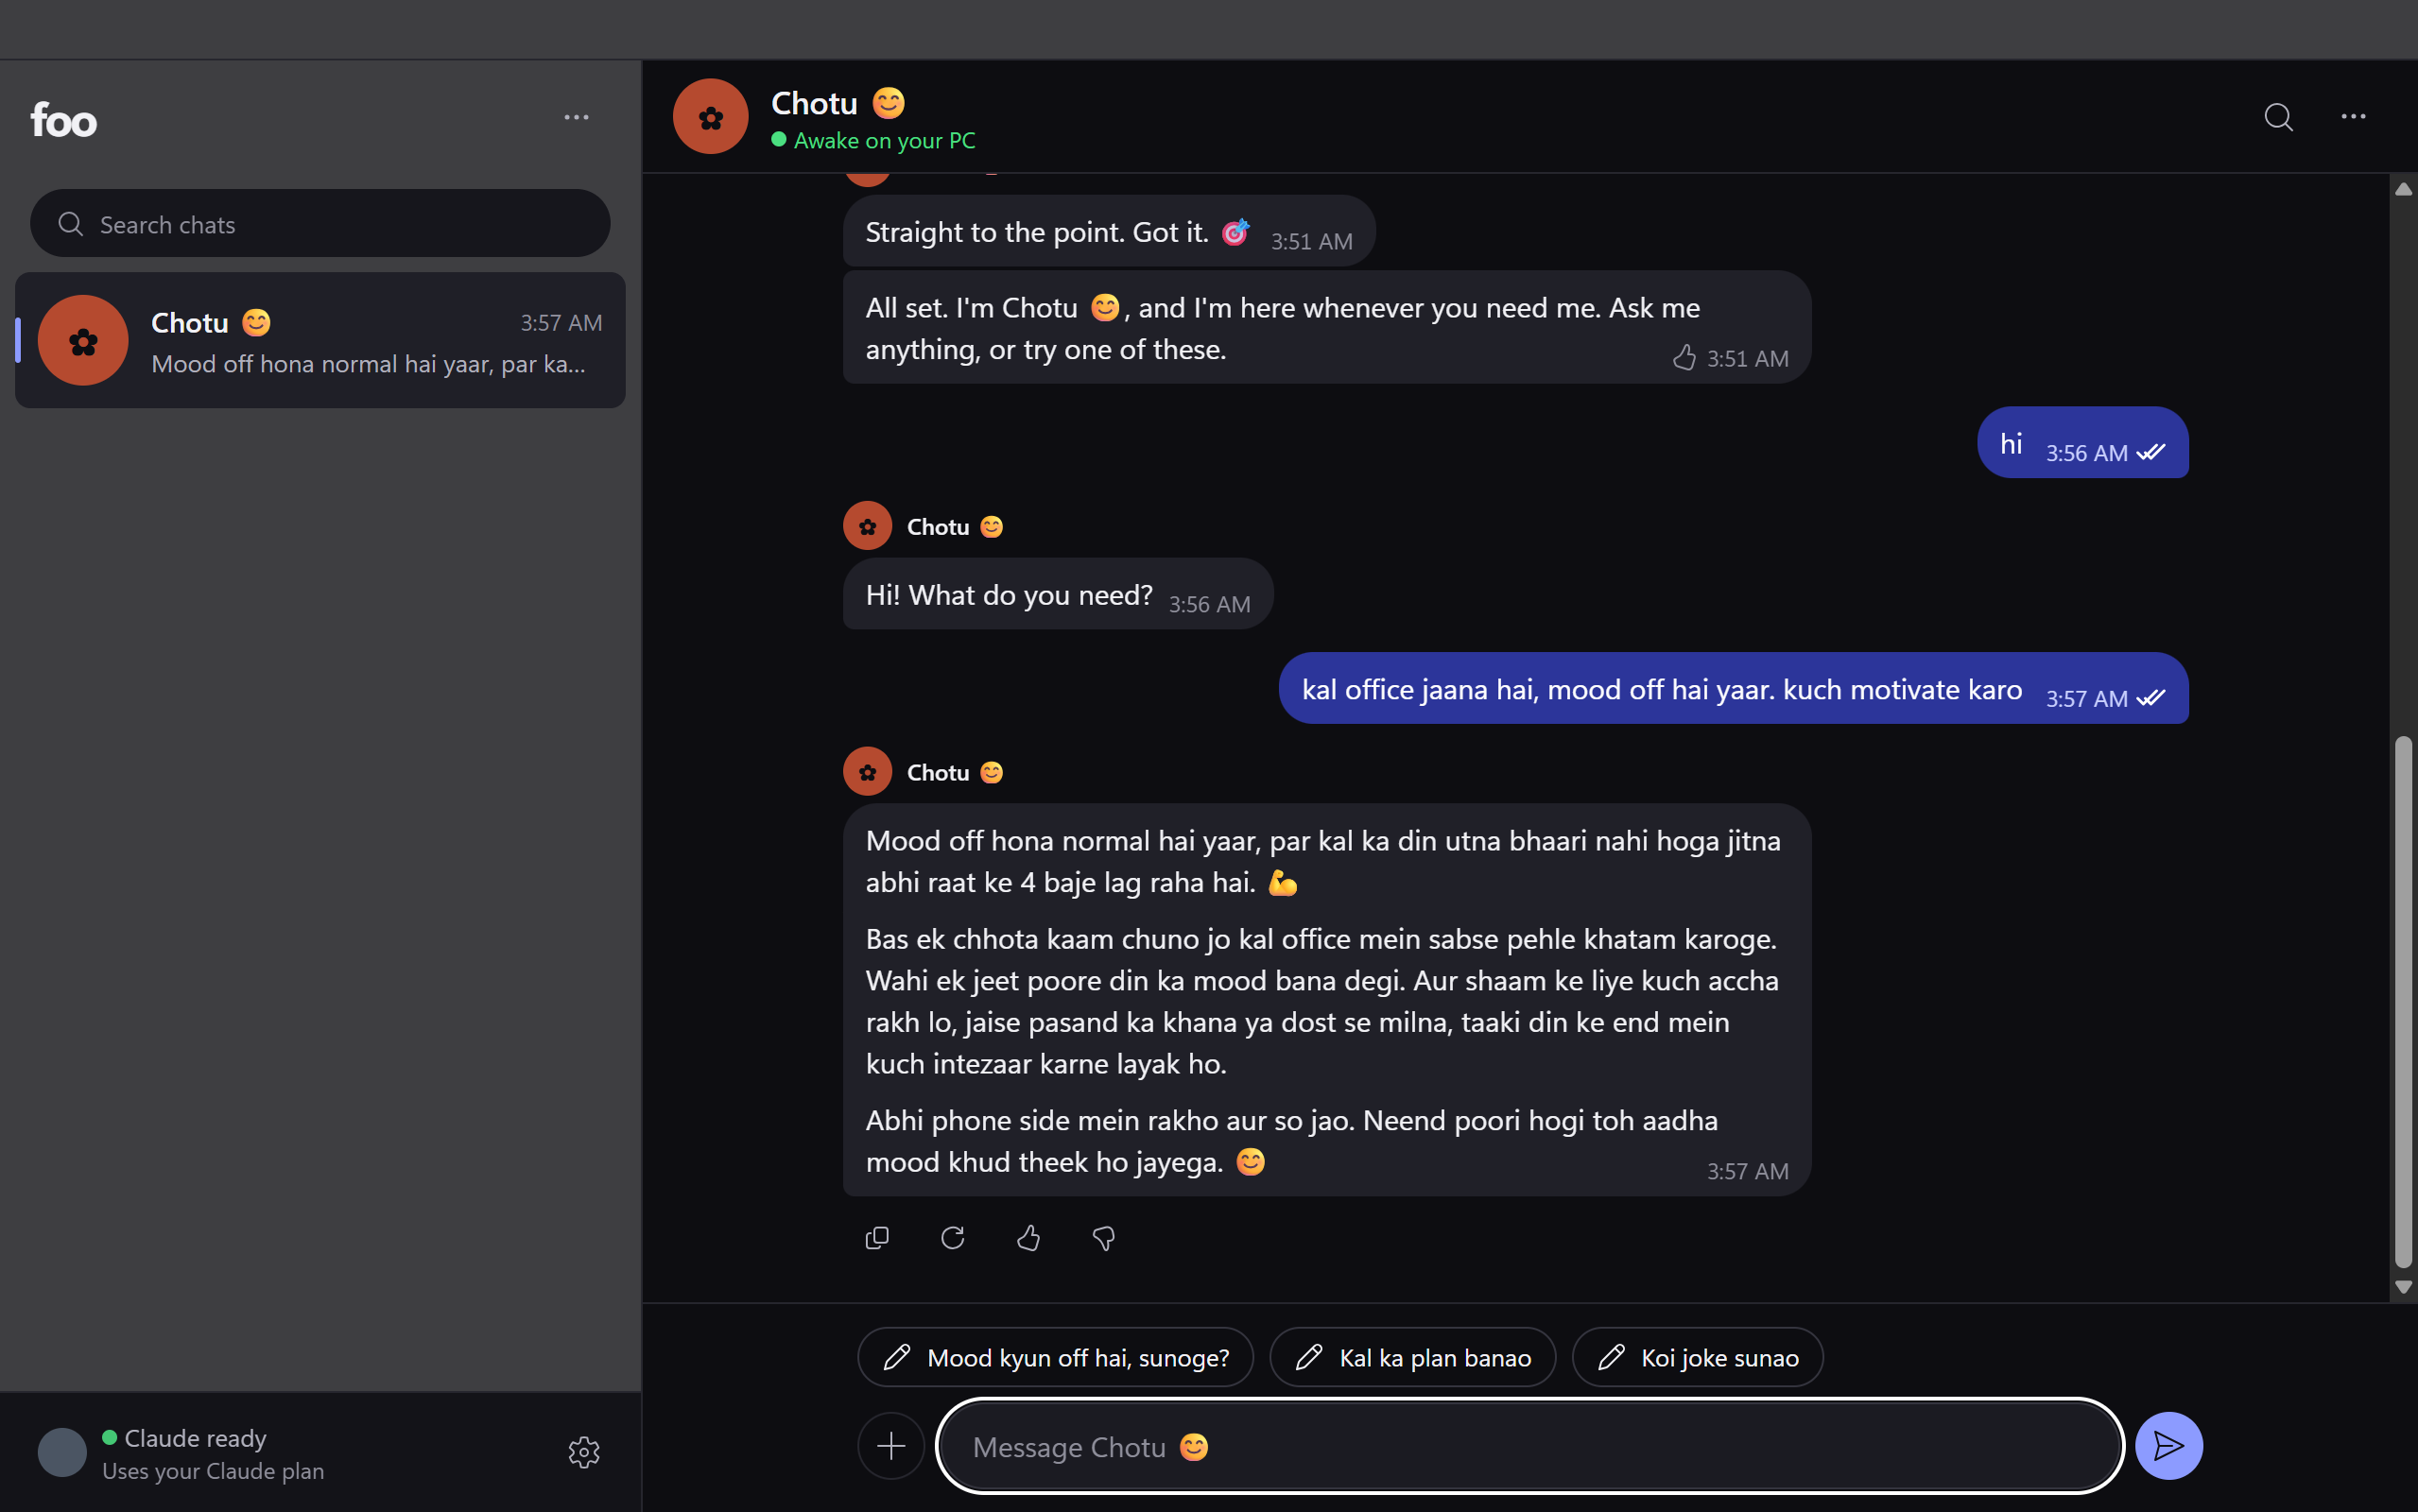 foo
Search chats
Chotu 😊
3:57 AM
Mood off hona normal hai yaar, par ka...
Claude ready
Uses your Claude plan
Chotu 😊
Awake on your PC
Straight to the point. Got it. 🎯 3:51 AM
All set. I'm Chotu 😊, and I'm here whenever you need me. Ask me
anything, or try one of these.
3:51 AM
hi 3:56 AM
Chotu 😊
Hi! What do you need? 3:56 AM
kal office jaana hai, mood off hai yaar. kuch motivate karo 3:57 AM
Chotu 😊
Mood off hona normal hai yaar, par kal ka din utna bhaari nahi hoga jitna
abhi raat ke 4 baje lag raha hai. 💪
Bas ek chhota kaam chuno jo kal office mein sabse pehle khatam karoge.
Wahi ek jeet poore din ka mood bana degi. Aur shaam ke liye kuch accha
rakh lo, jaise pasand ka khana ya dost se milna, taaki din ke end mein
kuch intezaar karne layak ho.
Abhi phone side mein rakho aur so jao. Neend poori hogi toh aadha
mood khud theek ho jayega. 😊
3:57 AM
Mood kyun off hai, sunoge?
Kal ka plan banao
Koi joke sunao
Message Chotu 😊